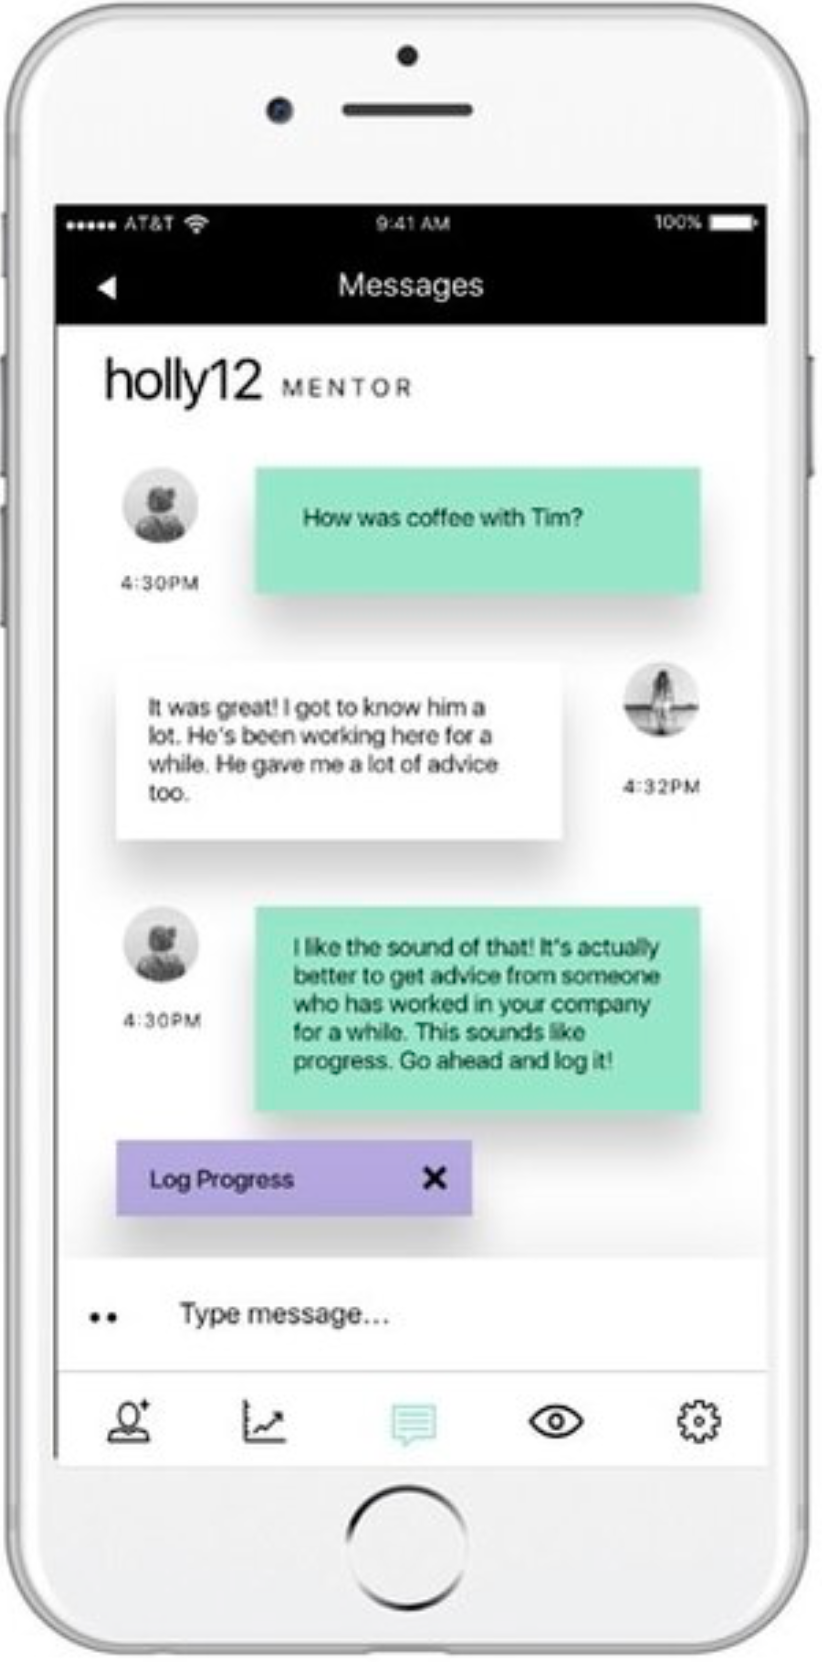 AT&T 9:41 AM 100%
Messages
holly12 MENTOR
How was coffee with Tim?
4:30PM
It was great! I got to know him a
lot. He's been working here for a
while. He gave me a lot of advice
too.
4:32PM
I like the sound of that! It's actually
better to get advice from someone
who has worked in your company
for a while. This sounds like
progress. Go ahead and log it!
4:30PM
Log Progress
Type message...